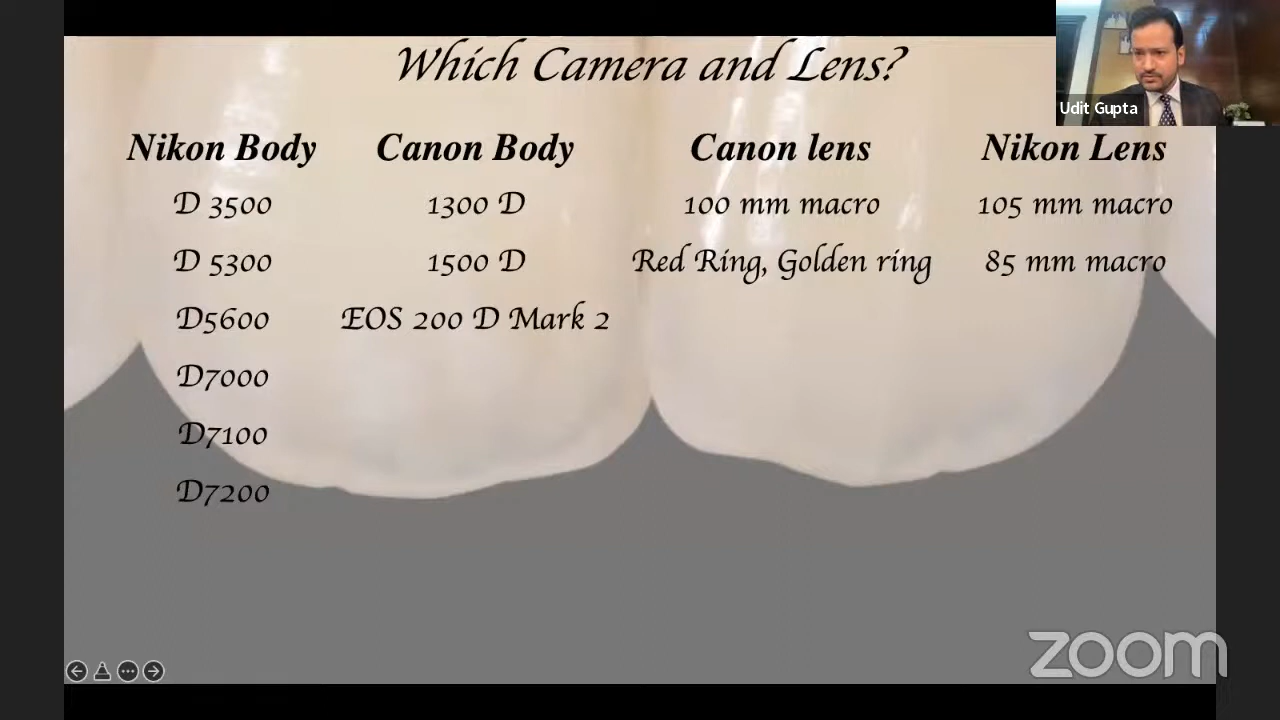 Which Camera and Lens?
Udit Gupta
Nikon Body Canon Body Canon lens Nikon Lens
D 3500 1300 D 100 mm macro 105 mm macro
D 5300 1500 D Red Ring, Golden ring 85 mm macro
D5600 EOS 200 D Mark 2
D7000
D7100
D7200
zoom